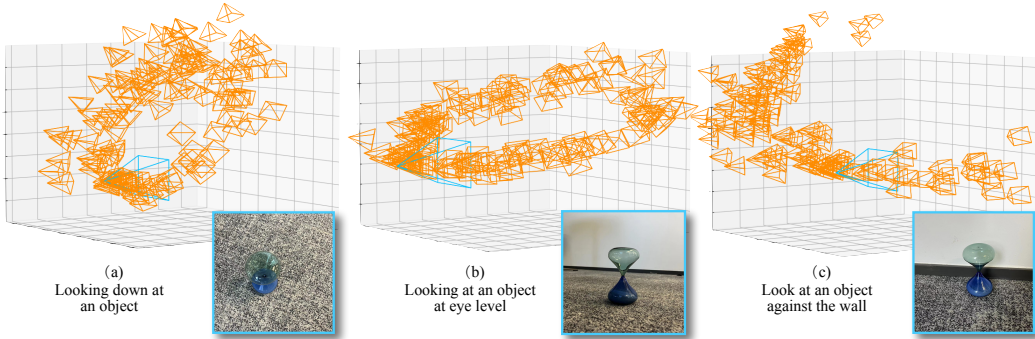 (a)
Looking down at
an object
(b)
Looking at an object
at eye level
(c)
Look at an object
against the wall